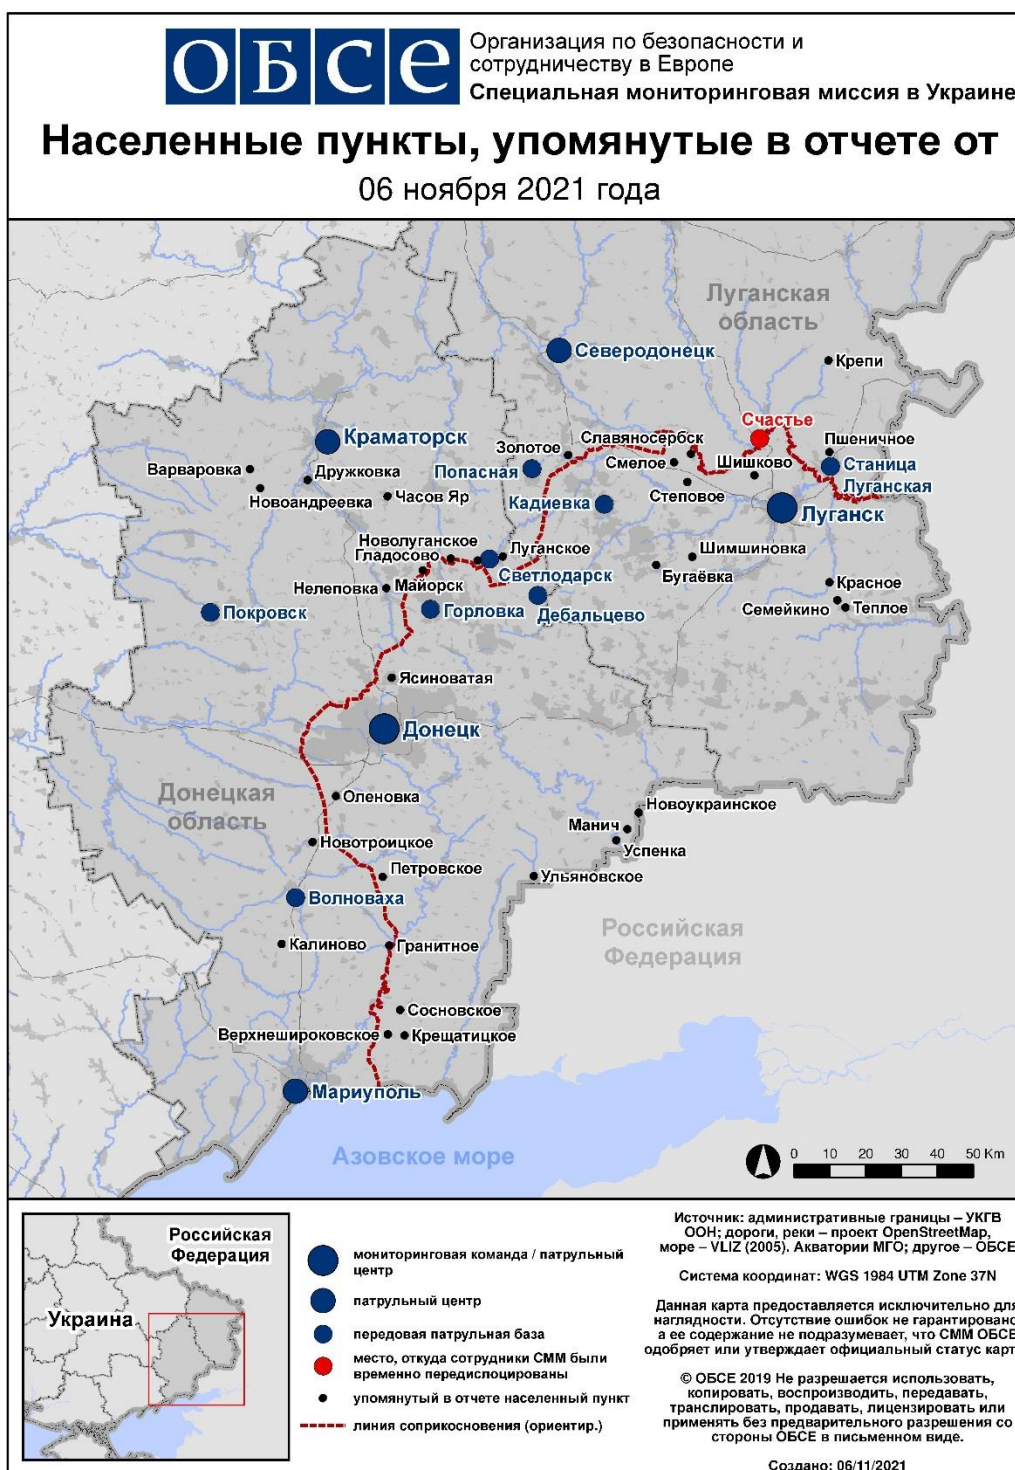 ОБСЕ
Организация по безопасности и
сотрудничеству в Европе
Специальная мониторинговая миссия в Украине
Населенные пункты, упомянутые в отчете от
06 ноября 2021 года
Луганская
область
Северодонецк
Крепи
Счастье
Краматорск
Славяносербск
Пшеничное
Золотое
Варваровка
Дружковка
Попасная
Смелое
Шишково
Станица
Луганская
Новоандреевка
Часов Яр
Кадиевка
Степовое
Луганск
Новолуганское
Гладосово
Луганское
Шимшиновка
Светлодарск
Бугаёвка
Нелеповка
Майорск
Красное
Покровск
Горловка
Дебальцево
Семейкино
Теплое
Ясиноватая
Донецк
Донецкая
область
Оленовка
Новоукраинское
Манич
Новотроицкое
Успенка
Петровское
Ульяновское
Волноваха
Российская
Федерация
Калиново
Гранитное
Сосновское
Верхнешироковское
Крещатицкое
Мариуполь
Азовское море
0 10 20 30 40 50 Km
Российская
Федерация
Украина
мониторинговая команда / патрульный
центр
патрульный центр
передовая патрульная база
место, откуда сотрудники СММ были
временно передислоцированы
упомянутый в отчете населенный пункт
линия соприкосновения (ориентир.)
Источник: административные границы – УКГВ
ООН; дороги, реки – проект OpenStreetMap,
море – VLIZ (2005). Акватории МГО; другое – ОБСЕ
Система координат: WGS 1984 UTM Zone 37N
Данная карта предоставляется исключительно для
наглядности. Отсутствие ошибок не гарантировано,
а ее содержание не подразумевает, что СММ ОБСЕ
одобряет или утверждает официальный статус карт
© ОБСЕ 2019 Не разрешается использовать,
копировать, воспроизводить, передавать,
транслировать, продавать, лицензировать или
применять без предварительного разрешения со
стороны ОБСЕ в письменном виде.
Создано: 06/11/2021